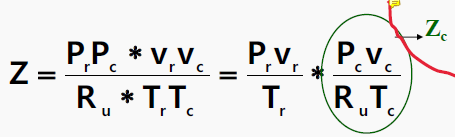 Z = PrPc * vrvc / Ru * TrTc = Prvr / Tr * Pcvc / RuTc Zc